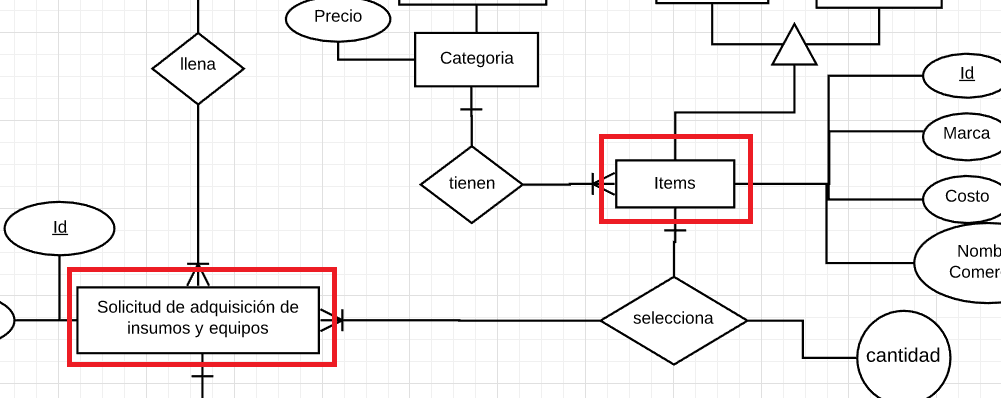 Precio
llena
Categoria
Id
Marca
tienen
Items
Costo
Id
Solicitud de adquisición de
insumos y equipos
selecciona
cantidad